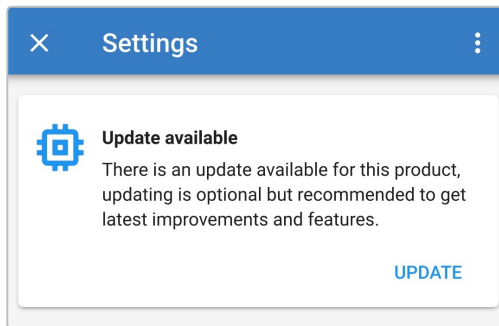 Settings
Update available
There is an update available for this product,
updating is optional but recommended to get
latest improvements and features.
UPDATE